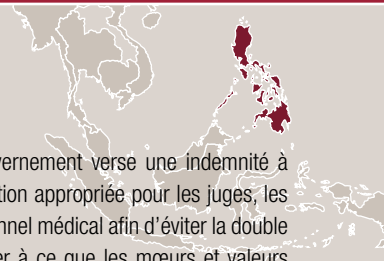 vernement verse une indemnité à
tion appropriée pour les juges, les
nnel médical afin d’éviter la double
er à ce que les mœurs et valeurs